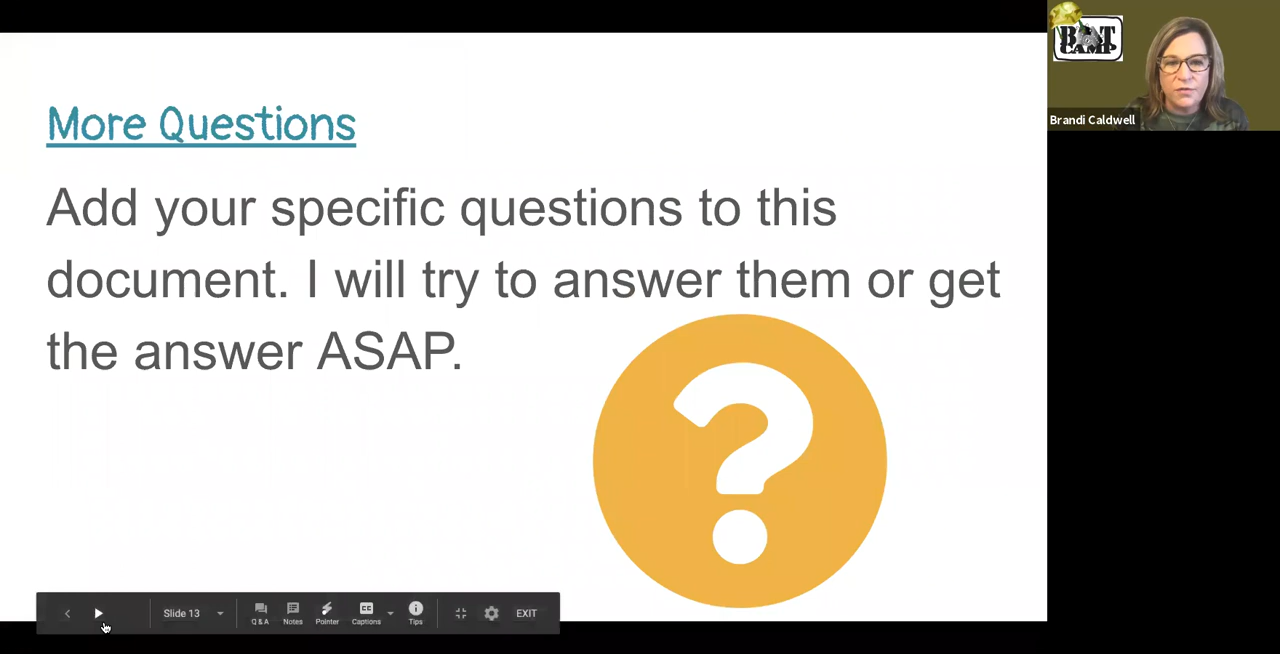 More Questions
Add your specific questions to this
document. I will try to answer them or get
the answer ASAP.
?
BOOT
CAMP
Brandi Caldwell
Slide 13
Q & A
Notes
Pointer
CC
Captions
Tips
EXIT